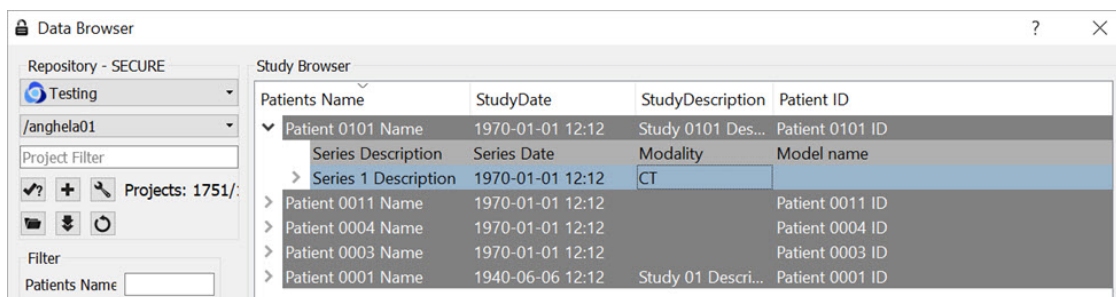 Data Browser ? ×
Repository - SECURE
Testing
/anghela01
Project Filter
Projects: 1751/
Filter
Patients Name
Study Browser
Patients Name StudyDate StudyDescription Patient ID
Patient 0101 Name 1970-01-01 12:12 Study 0101 Des... Patient 0101 ID
Series Description Series Date Modality Model name
Series 1 Description 1970-01-01 12:12 CT
Patient 0011 Name 1970-01-01 12:12 Patient 0011 ID
Patient 0004 Name 1970-01-01 12:12 Patient 0004 ID
Patient 0003 Name 1970-01-01 12:12 Patient 0003 ID
Patient 0001 Name 1940-06-06 12:12 Study 01 Descri... Patient 0001 ID